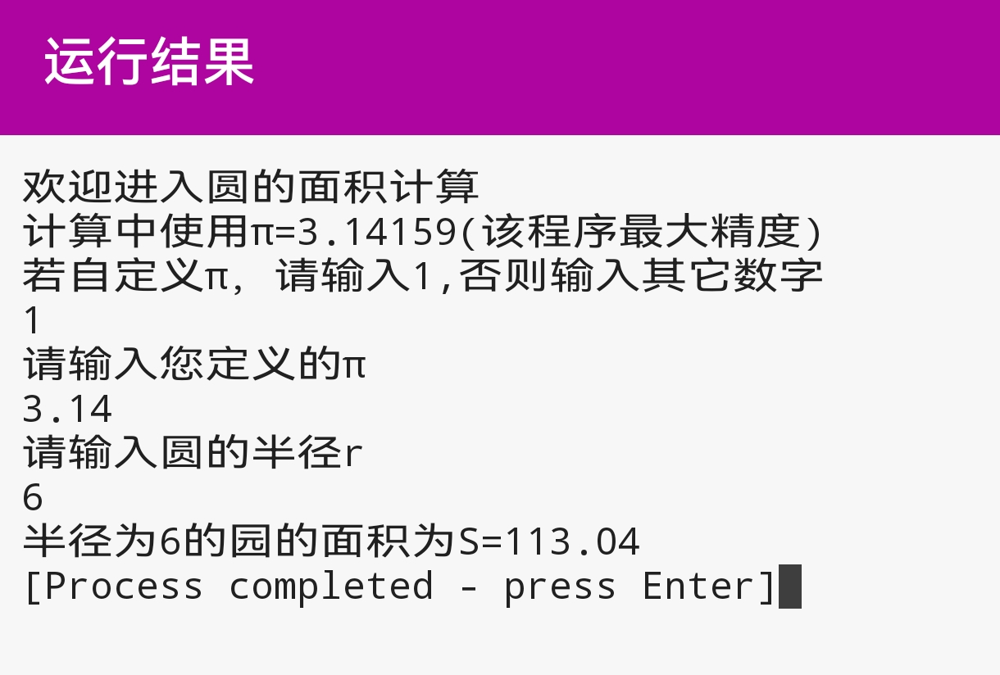 运行结果
欢迎进入圆的面积计算
计算中使用π=3.14159(该程序最大精度)
若自定义π，请输入1,否则输入其它数字
1
请输入您定义的π
3.14
请输入圆的半径r
6
半径为6的园的面积为S=113.04
[Process completed - press Enter]